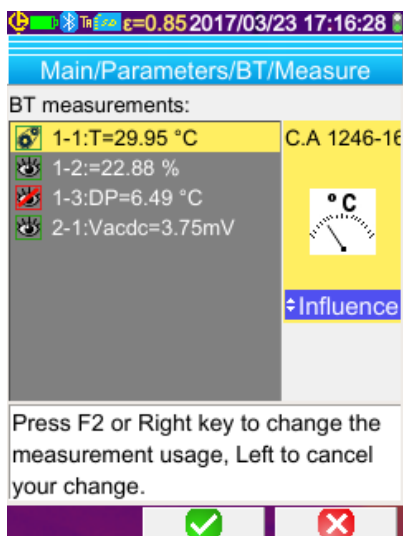 ε=0.85 2017/03/23 17:16:28
Main/Parameters/BT/Measure
BT measurements:
1-1:T=29.95 °C
C.A 1246-16
1-2:=22.88 %
1-3:DP=6.49 °C
°C
2-1:Vacdc=3.75mV
Influence
Press F2 or Right key to change the
measurement usage, Left to cancel
your change.